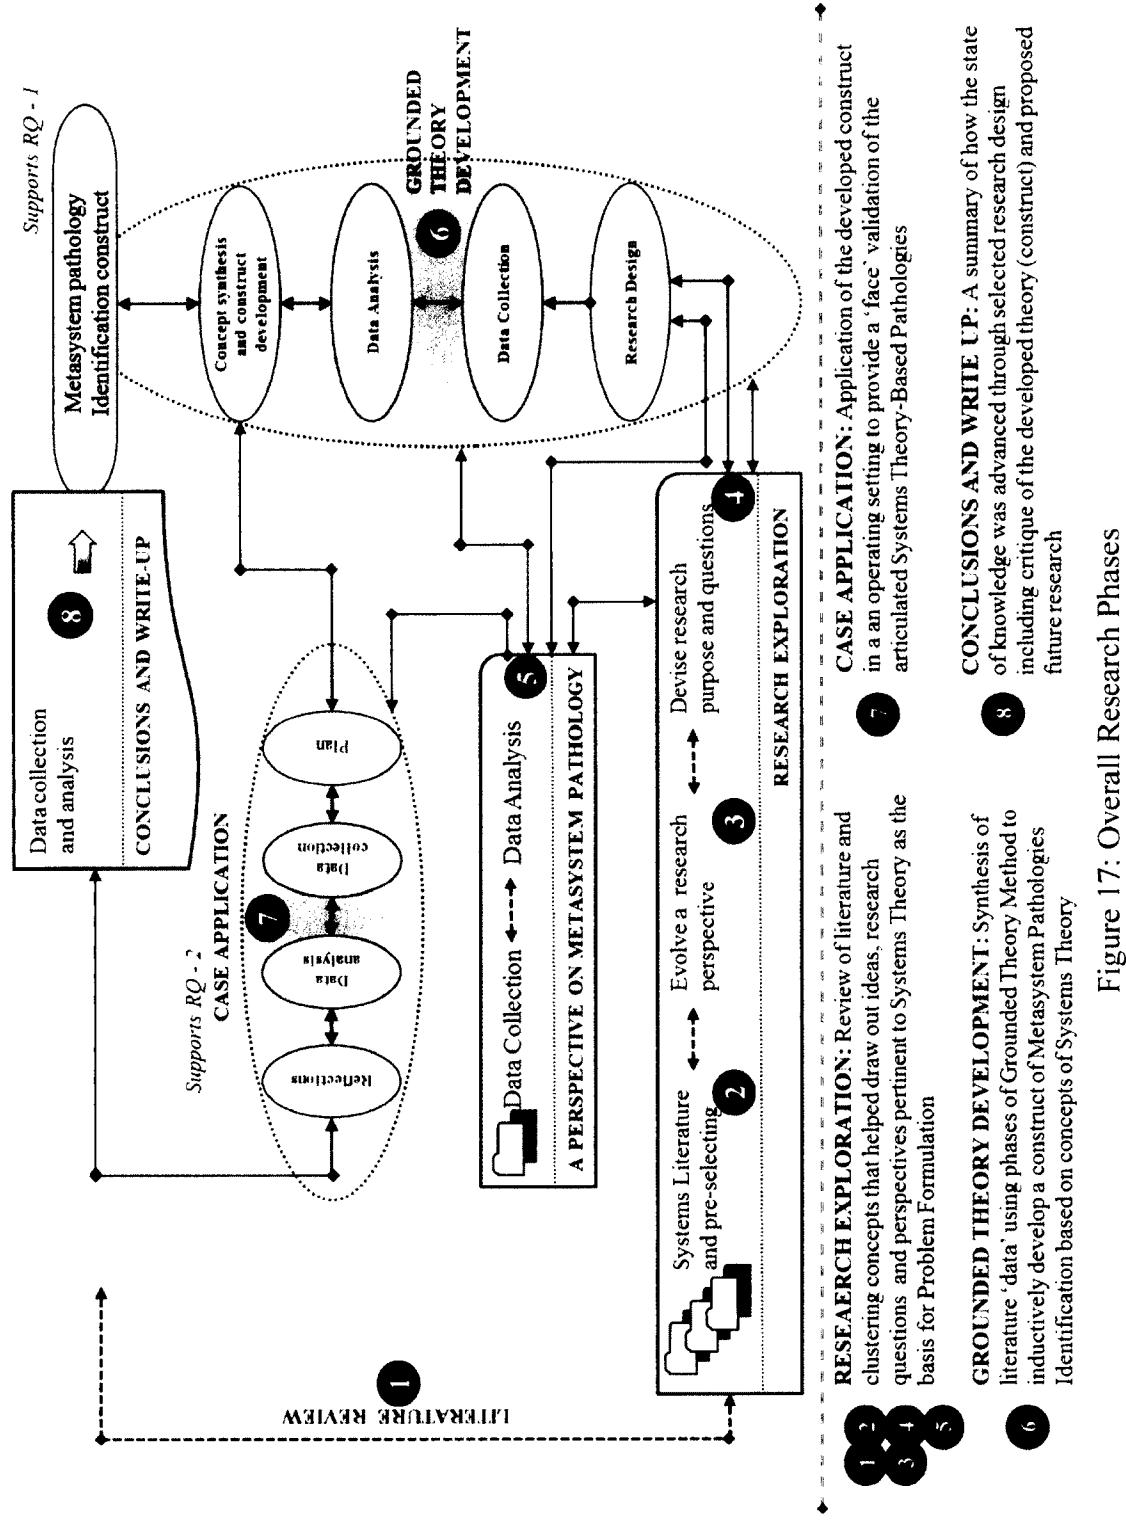 Data collection
and analysis
8
CONCLUSIONS AND WRITE-UP
Supports RQ - 1
Metasystem pathology
Identification construct
Supports RQ - 2
CASE APPLICATION
7
Reflections
Data
analysis
Data
collection
Plan
Concept synthesis
and construct
development
Data Analysis
GROUNDED
THEORY
DEVELOPMENT
6
Data Collection
Research Design
LITERATURE REVIEW
1
Data Collection
Data Analysis
5
A PERSPECTIVE ON METASYSTEM PATHOLOGY
Systems Literature
and pre-selecting
2
Evolve a research
perspective
3
Devise research
purpose and questions
4
RESEARCH EXPLORATION
1
2
3
4
5
RESEAERCH EXPLORATION: Review of literature and
clustering concepts that helped draw out ideas, research
questions and perspectives pertinent to Systems Theory as the
basis for Problem Formulation
6
GROUNDED THEORY DEVELOPMENT: Synthesis of
literature ‘data’ using phases of Grounded Theory Method to
inductively develop a construct of Metasystem Pathologies
Identification based on concepts of Systems Theory
7
CASE APPLICATION: Application of the developed construct
in a an operating setting to provide a ‘face’ validation of the
articulated Systems Theory-Based Pathologies
8
CONCLUSIONS AND WRITE UP: A summary of how the state
of knowledge was advanced through selected research design
including critique of the developed theory (construct) and proposed
future research
Figure 17: Overall Research Phases